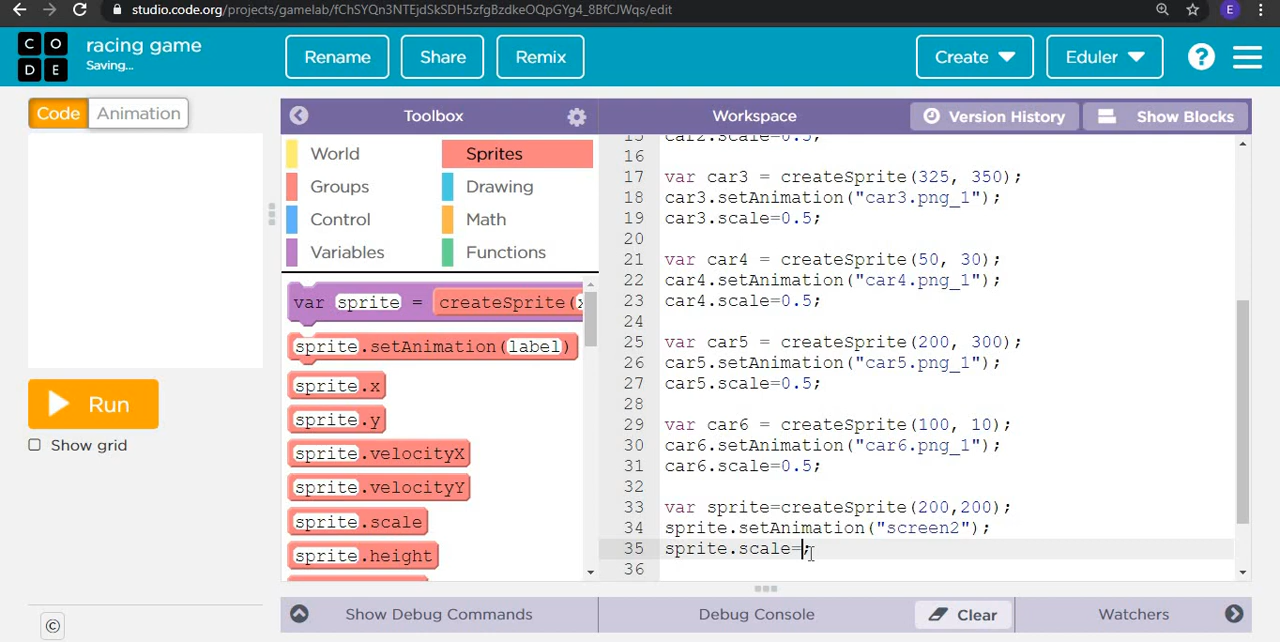 studio.code.org/projects/gamelab/fChSYQn3NTEjdSkSDH5zfgBzdkeOQpGYg4_8BfCJWqs/edit
E
C O
D E
racing game
Saving...
Rename
Share
Remix
Create
Eduler
?
Code
Animation
Toolbox
Workspace
Version History
Show Blocks
World
Sprites
Groups
Drawing
Control
Math
Variables
Functions
var sprite = createSprite(x
sprite.setAnimation(label)
sprite.x
sprite.y
sprite.velocityX
sprite.velocityY
sprite.scale
sprite.height
Run
Show grid
15 car2.scale=0.5;
16
17 var car3 = createSprite(325, 350);
18 car3.setAnimation("car3.png_1");
19 car3.scale=0.5;
20
21 var car4 = createSprite(50, 30);
22 car4.setAnimation("car4.png_1");
23 car4.scale=0.5;
24
25 var car5 = createSprite(200, 300);
26 car5.setAnimation("car5.png_1");
27 car5.scale=0.5;
28
29 var car6 = createSprite(100, 10);
30 car6.setAnimation("car6.png_1");
31 car6.scale=0.5;
32
33 var sprite=createSprite(200,200);
34 sprite.setAnimation("screen2");
35 sprite.scale=;
36
©
Show Debug Commands
Debug Console
Clear
Watchers